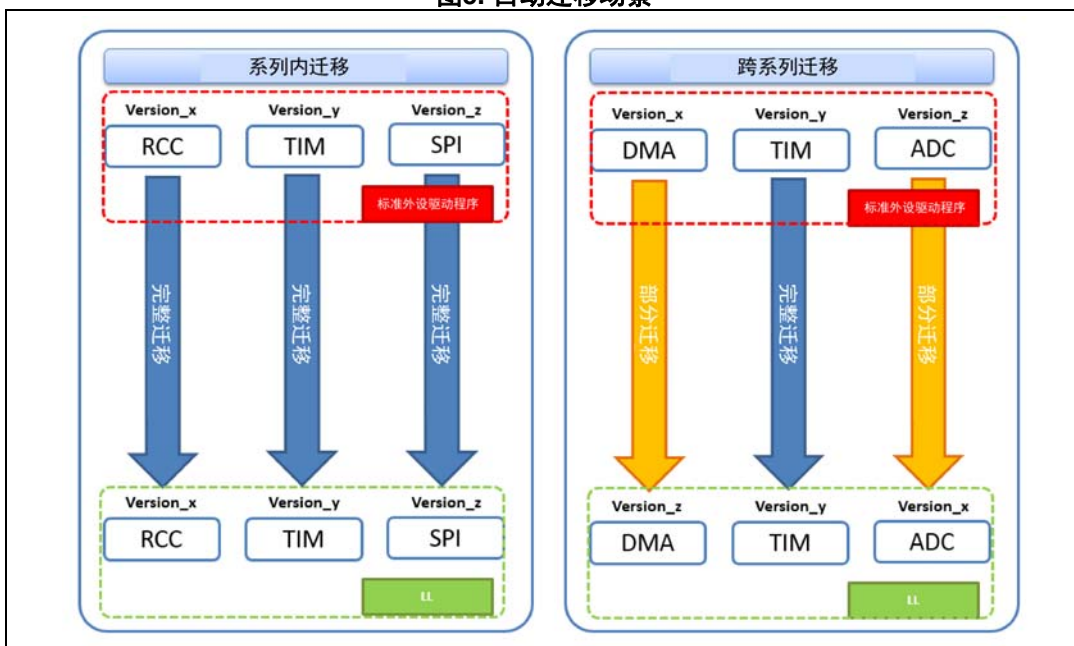 系列内迁移
Version_x Version_y Version_z
RCC TIM SPI
标准外设驱动程序
完整迁移 完整迁移 完整迁移
Version_x Version_y Version_z
RCC TIM SPI
LL
跨系列迁移
Version_x Version_y Version_z
DMA TIM ADC
标准外设驱动程序
部分迁移 完整迁移 部分迁移
Version_z Version_y Version_x
DMA TIM ADC
LL